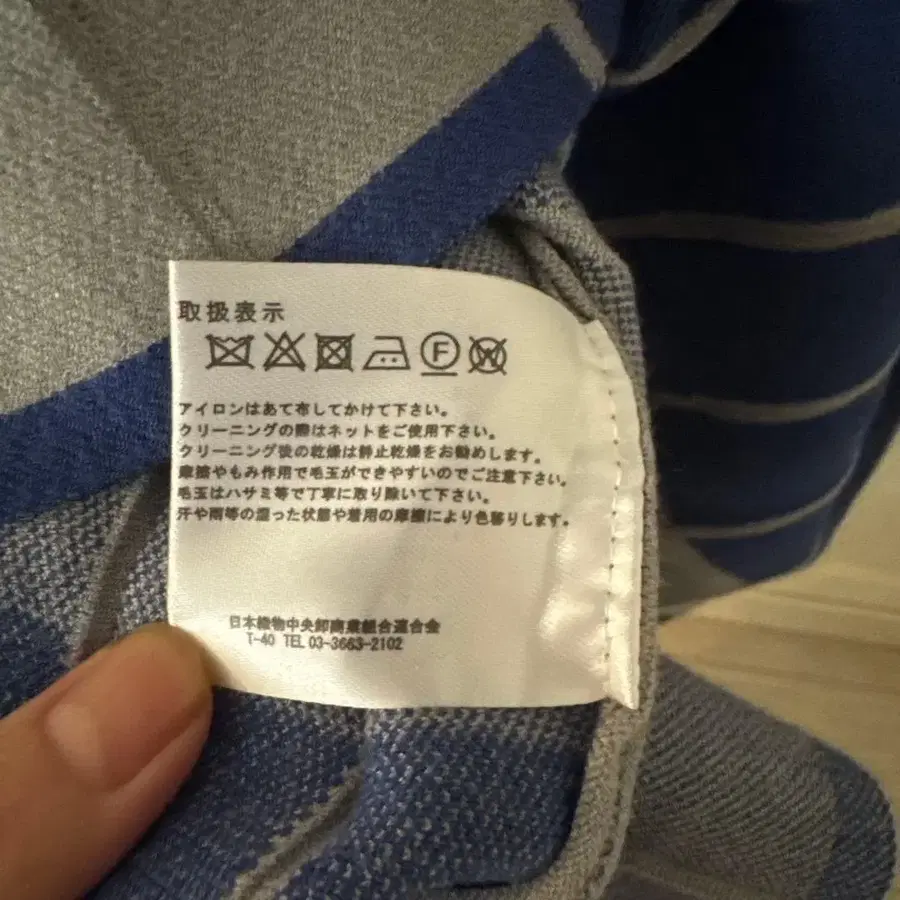 取扱表示
F W
アイロンはあて布してかけて下さい。
クリーニングの際はネットをご使用下さい。
クリーニング後の乾燥は静止乾燥をお勧めします。
摩擦やもみ作用で毛玉ができやすいのでご注意下さい。
毛玉はハサミ等で丁寧に取り除いて下さい。
汗や雨等の湿った状態や着用の摩擦により色移りします。
日本織物中央卸商業組合連合会
T-40 TEL 03-3663-2102